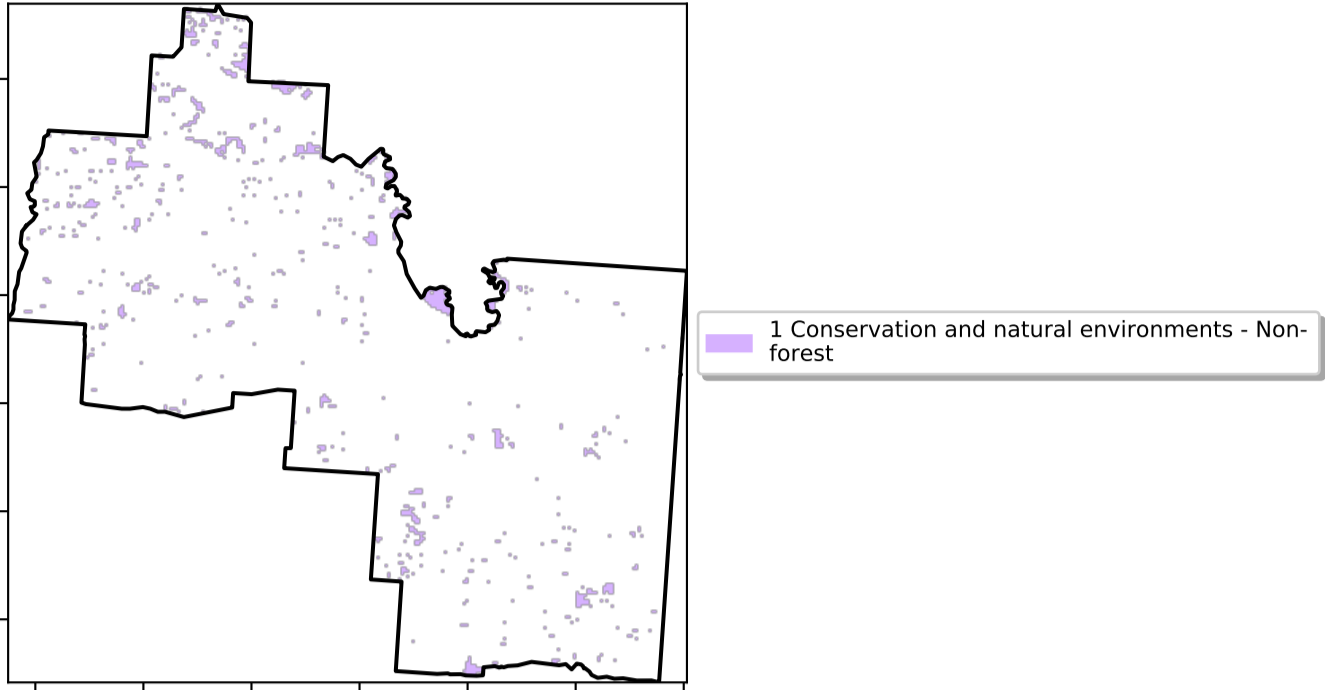 1 Conservation and natural environments - Non-
forest